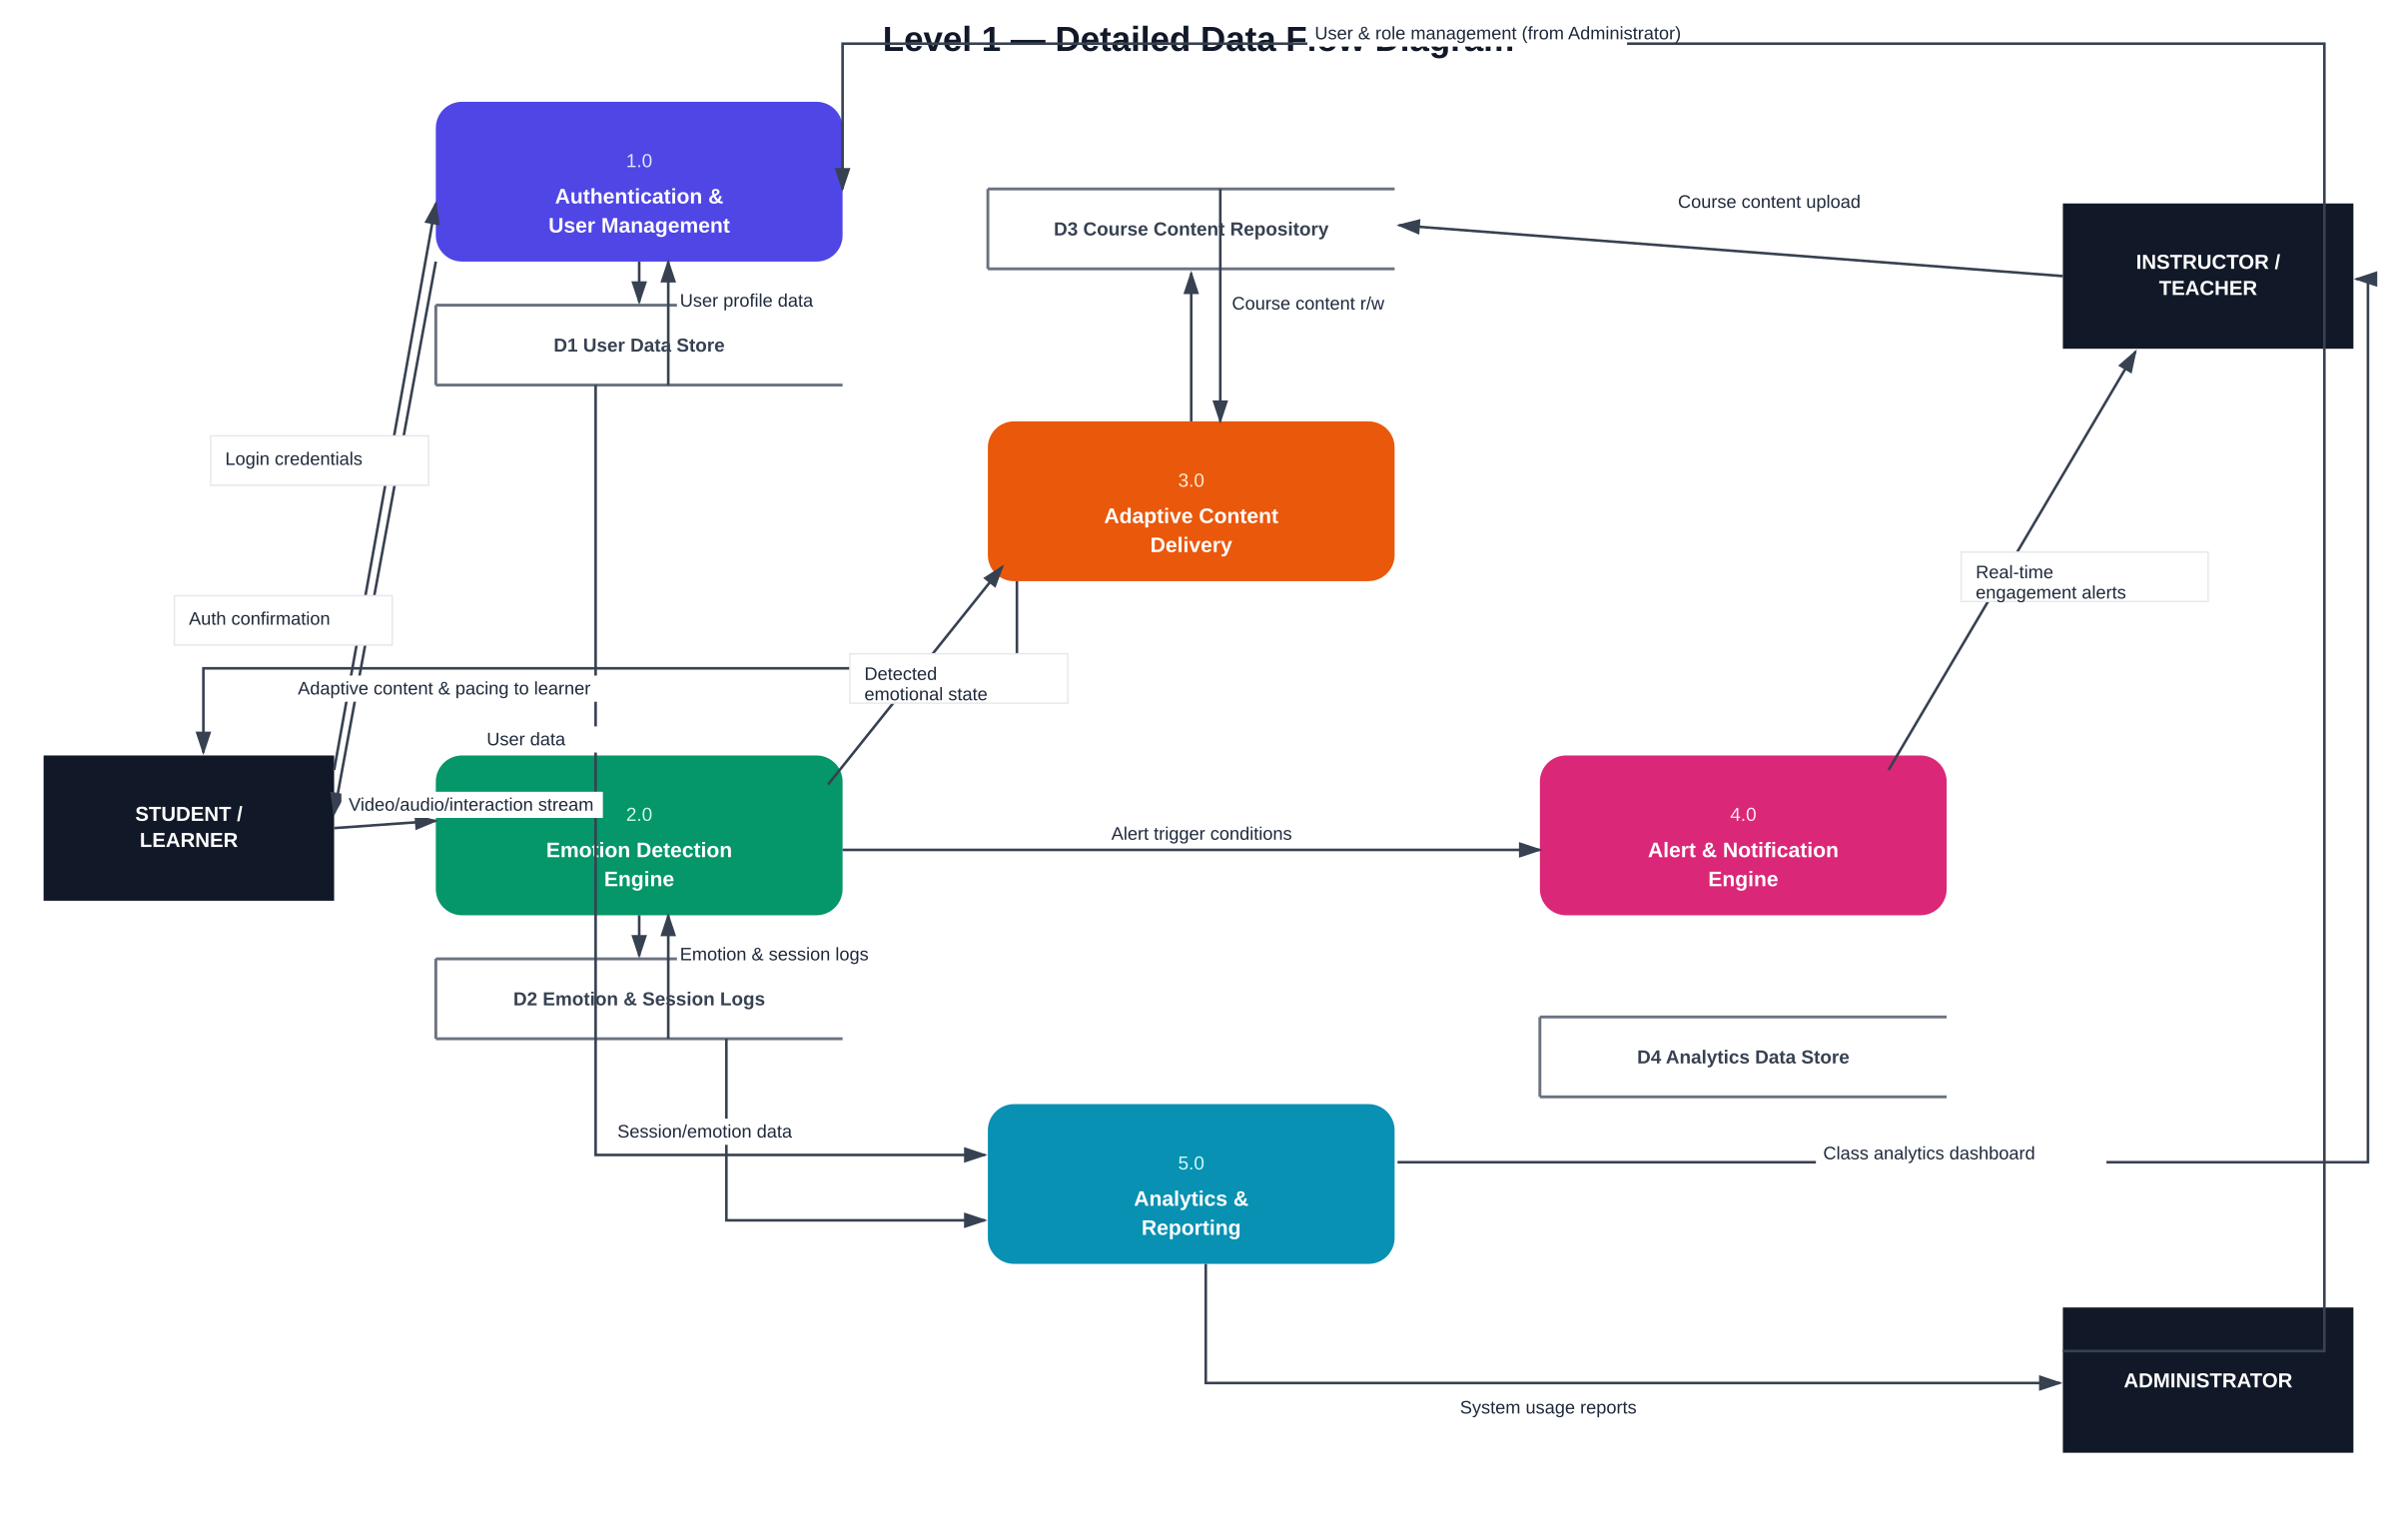 User & role management (from Administrator)
Level 1 — Detailed Data Flow Diagram
1.0
Authentication &
User Management
Course content upload
D3 Course Content Repository
INSTRUCTOR /
TEACHER
User profile data
Course content r/w
D1 User Data Store
Login credentials
3.0
Adaptive Content
Delivery
Real-time
engagement alerts
Auth confirmation
Detected
emotional state
Adaptive content & pacing to learner
User data
STUDENT /
LEARNER
Video/audio/interaction stream
2.0
Emotion Detection
Engine
Alert trigger conditions
4.0
Alert & Notification
Engine
Emotion & session logs
D2 Emotion & Session Logs
D4 Analytics Data Store
Session/emotion data
5.0
Analytics &
Reporting
Class analytics dashboard
ADMINISTRATOR
System usage reports